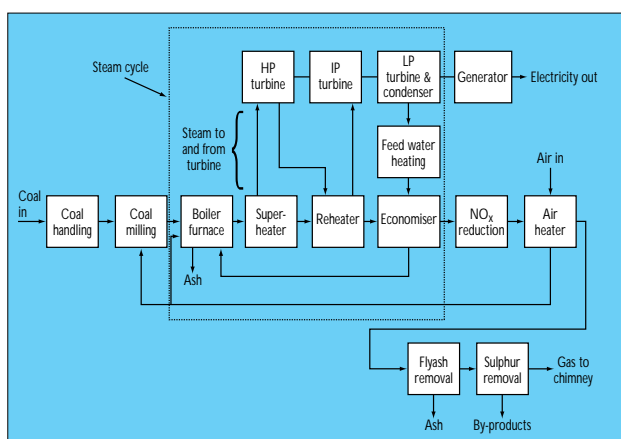 Steam cycle
HP
turbine
IP
turbine
LP
turbine &
condenser
Generator
Electricity out
Steam to
and from
turbine
Feed water
heating
Air in
Coal
in
Coal
handling
Coal
milling
Boiler
furnace
Super-
heater
Reheater
Economiser
NOx
reduction
Air
heater
Ash
Flyash
removal
Sulphur
removal
Gas to
chimney
Ash
By-products